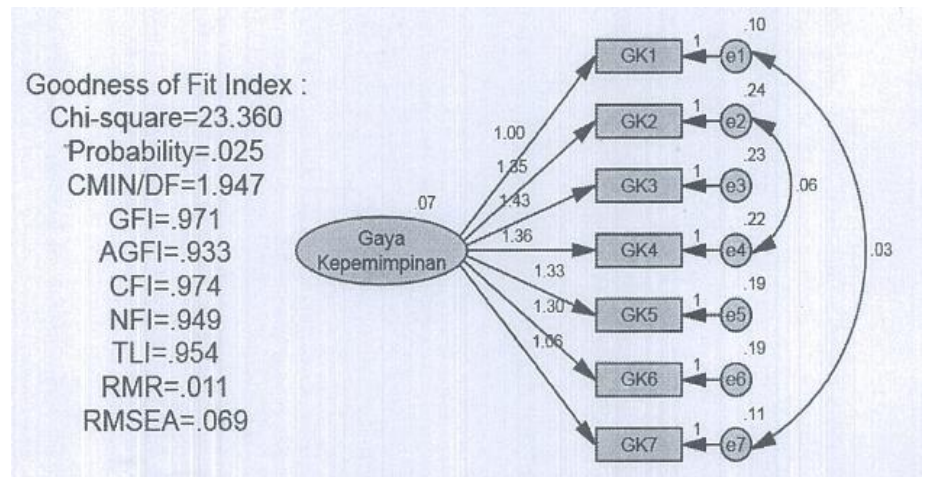 Goodness of Fit Index :
Chi-square=23.360
Probability=.025
CMIN/DF=1.947
GFI=.971
AGFI=.933
CFI=.974
NFI=.949
TLI=.954
RMR=.011
RMSEA=.069
.07
Gaya
Kepemimpinan
1.00
1.35
1.43
1.36
1.33
1.30
1.06
.10
GK1 1 e1
.24
GK2 1 e2
.23
GK3 1 e3
.22
GK4 1 e4
.19
GK5 1 e5
.19
GK6 1 e6
.11
GK7 1 e7
.06
.03